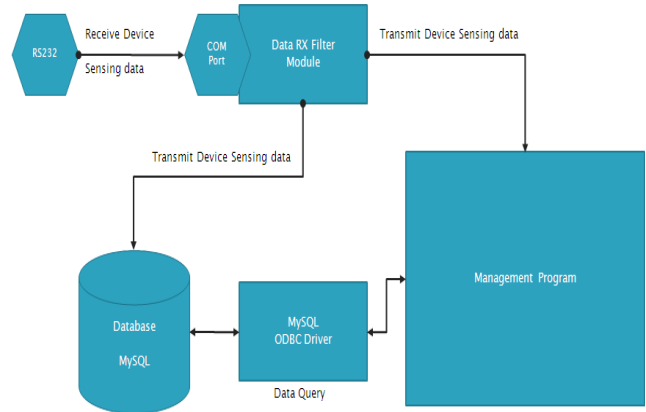 RS232
Receive Device
Sensing data
COM
Port
Data RX Filter
Module
Transmit Device Sensing data
Transmit Device Sensing data
Management Program
Database
MySQL
MySQL
ODBC Driver
Data Query